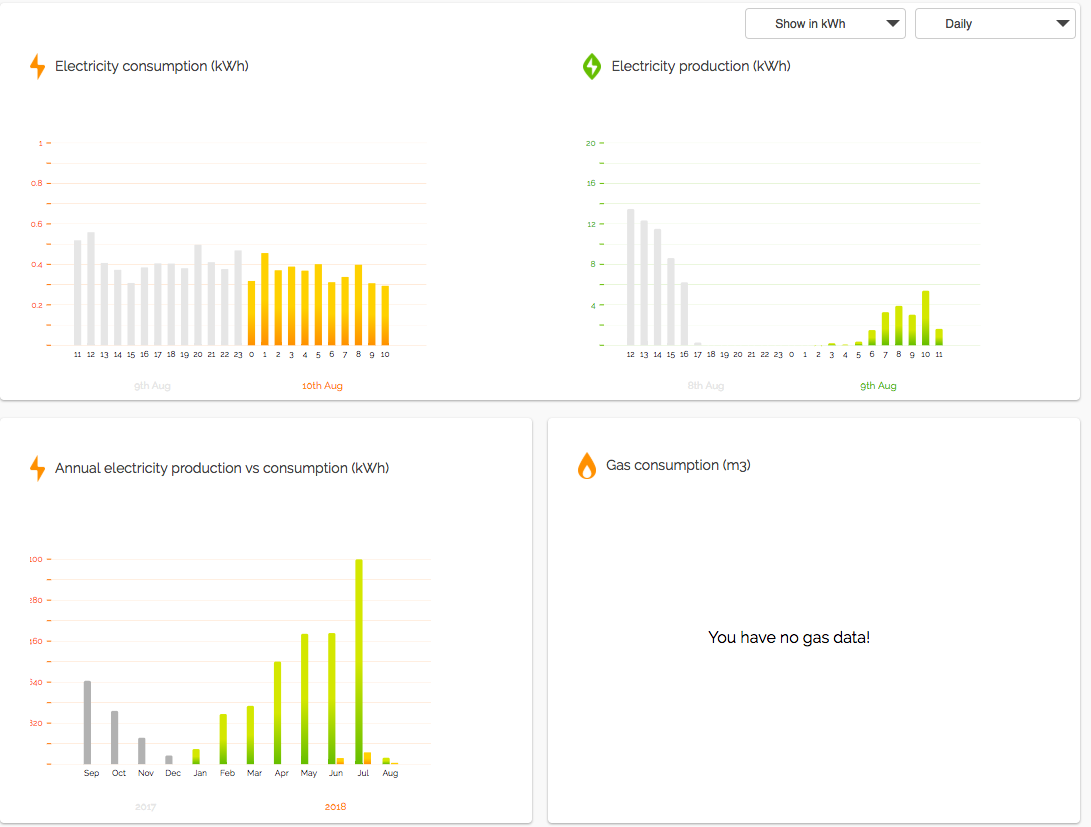 Show in kWh
Daily
Electricity consumption (kWh)
Electricity production (kWh)
1
0.8
0.6
0.4
0.2
11 12 13 14 15 16 17 18 19 20 21 22 23 0 1 2 3 4 5 6 7 8 9 10
9th Aug
10th Aug
20
16
12
8
4
12 13 14 15 16 17 18 19 20 21 22 23 0 1 2 3 4 5 6 7 8 9 10 11
8th Aug
9th Aug
Annual electricity production vs consumption (kWh)
Gas consumption (m3)
100
280
160
540
320
Sep Oct Nov Dec Jan Feb Mar Apr May Jun Jul Aug
2017
2018
You have no gas data!